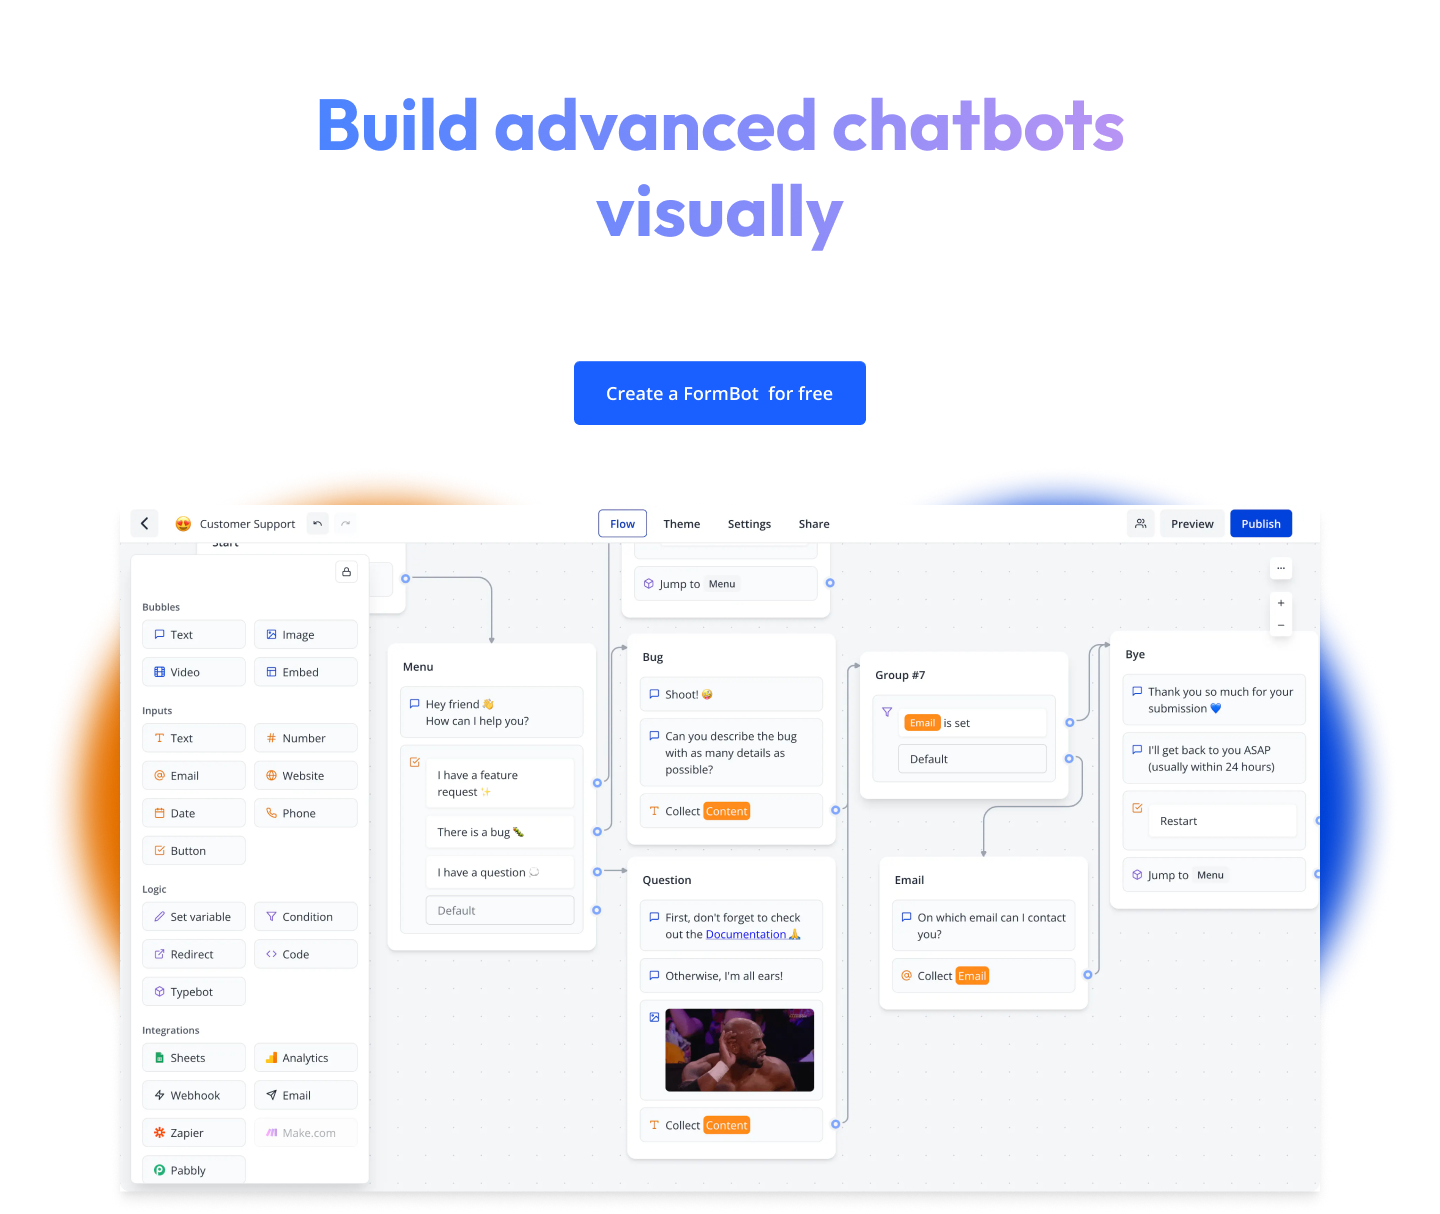 Build advanced chatbots
visually
Create a FormBot  for free
Customer Support
Flow
Theme
Settings
Share
Preview
Publish
Start
Bubbles
Text
Image
Video
Embed
Inputs
Text
Number
Email
Website
Date
Phone
Button
Logic
Set variable
Condition
Redirect
Code
Typebot
Integrations
Sheets
Analytics
Webhook
Email
Zapier
Make.com
Pabbly
Menu
Hey friend 👋
How can I help you?
I have a feature
request ✨
There is a bug 🐛
I have a question 💭
Default
Jump to Menu
Bug
Shoot! 🤪
Can you describe the bug
with as many details as
possible?
Collect Content
Question
First, don't forget to check
out the Documentation 🙏
Otherwise, I'm all ears!
Collect Content
Group #7
Email is set
Default
Email
On which email can I contact
you?
Collect Email
Bye
Thank you so much for your
submission 💙
I'll get back to you ASAP
(usually within 24 hours)
Restart
Jump to Menu